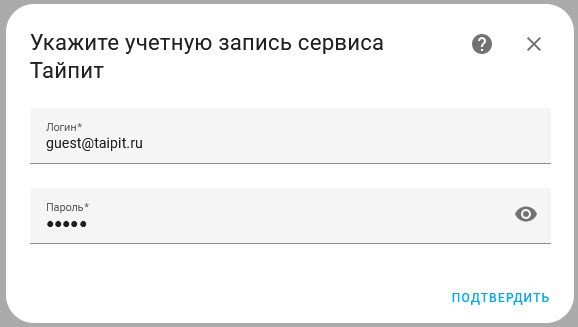 Укажите учетную запись сервиса
Тайпит
Логин*
guest@taipit.ru
Пароль*
•••••
ПОДТВЕРДИТЬ